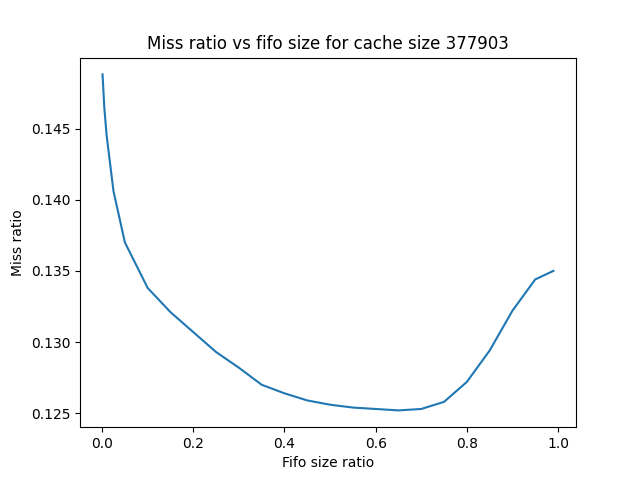 Miss ratio vs fifo size for cache size 377903
0.145
0.140
0.135
0.130
0.125
Miss ratio
0.0 0.2 0.4 0.6 0.8 1.0
Fifo size ratio